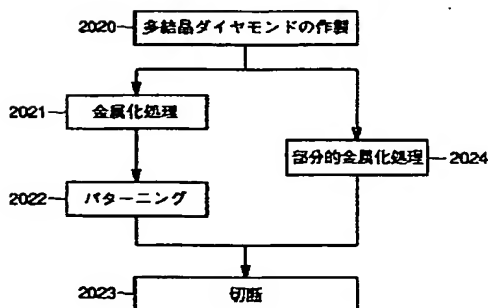 2020 多結晶ダイヤモンドの作製
2021 金属化処理
部分的金属化処理 2024
2022 パターニング
2023 切断